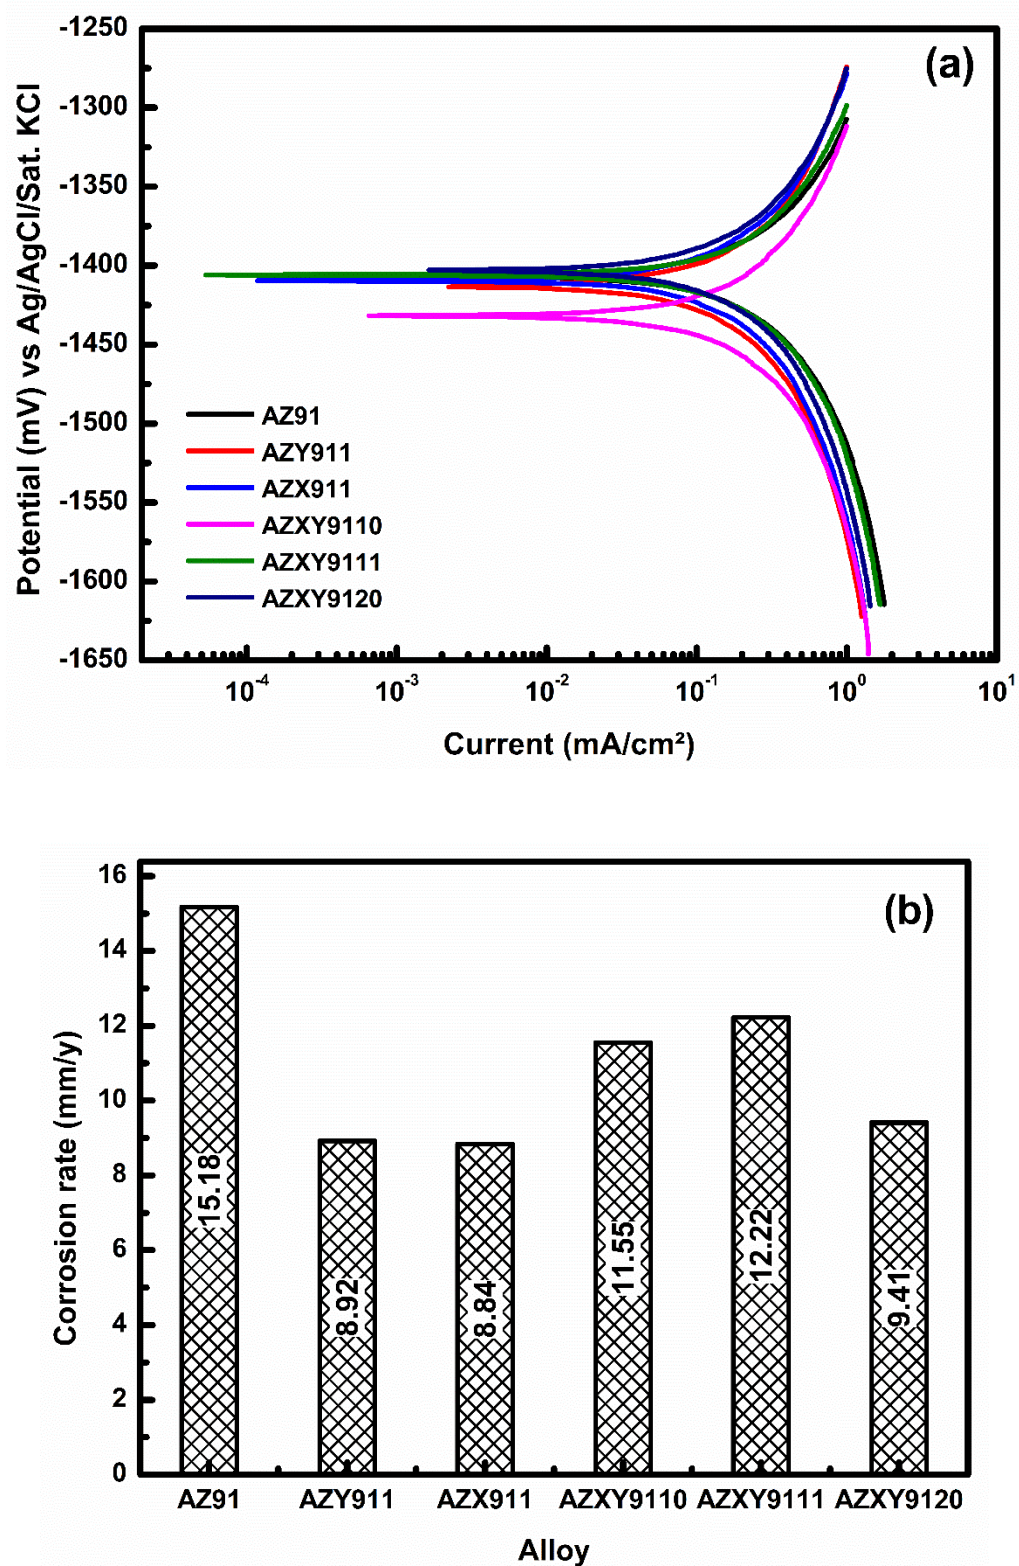 (a)
-1250
-1300
-1350
-1400
-1450
-1500
-1550
-1600
-1650
Potential (mV) vs Ag/AgCl/Sat. KCl
AZ91
AZY911
AZX911
AZXY9110
AZXY9111
AZXY9120
10⁻⁴ 10⁻³ 10⁻² 10⁻¹ 10⁰ 10¹
Current (mA/cm²)
(b)
16
14
12
10
8
6
4
2
0
Corrosion rate (mm/y)
15.18
8.92
8.84
11.55
12.22
9.41
AZ91 AZY911 AZX911 AZXY9110 AZXY9111 AZXY9120
Alloy